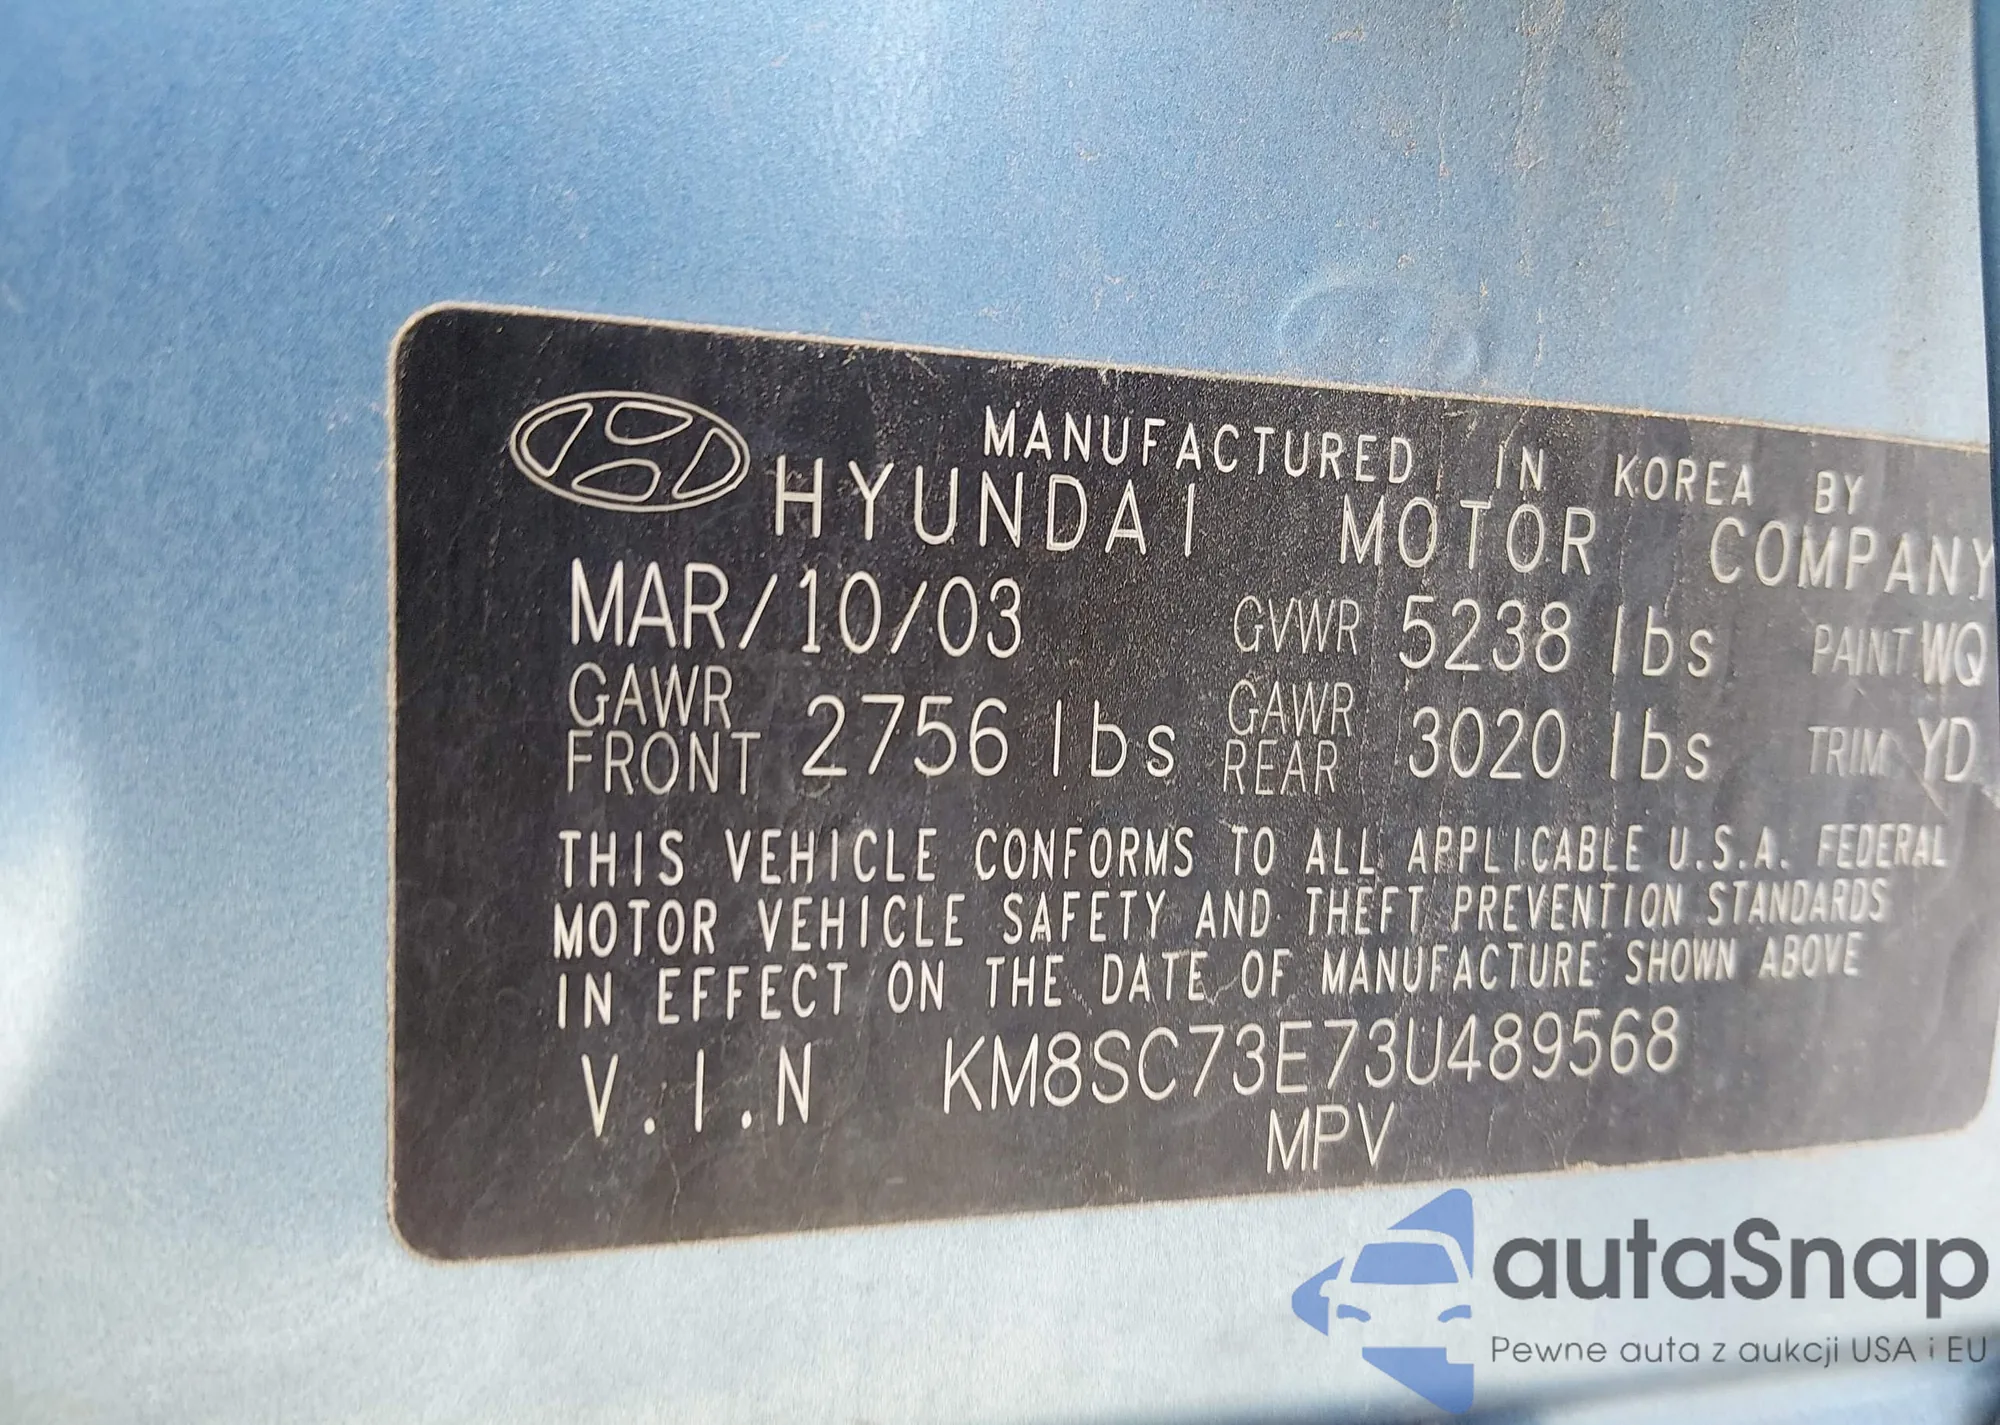 MANUFACTURED IN KOREA BY
HYUNDAI MOTOR COMPANY
MAR/10/03 GVWR 5238 lbs PAINT WQ
GAWR FRONT 2756 lbs GAWR REAR 3020 lbs TRIM YD
THIS VEHICLE CONFORMS TO ALL APPLICABLE U.S.A. FEDERAL
MOTOR VEHICLE SAFETY AND THEFT PREVENTION STANDARDS
IN EFFECT ON THE DATE OF MANUFACTURE SHOWN ABOVE
V.I.N KM8SC73E73U489568
MPV
autaSnap
Pewne auta z aukcji USA i EU